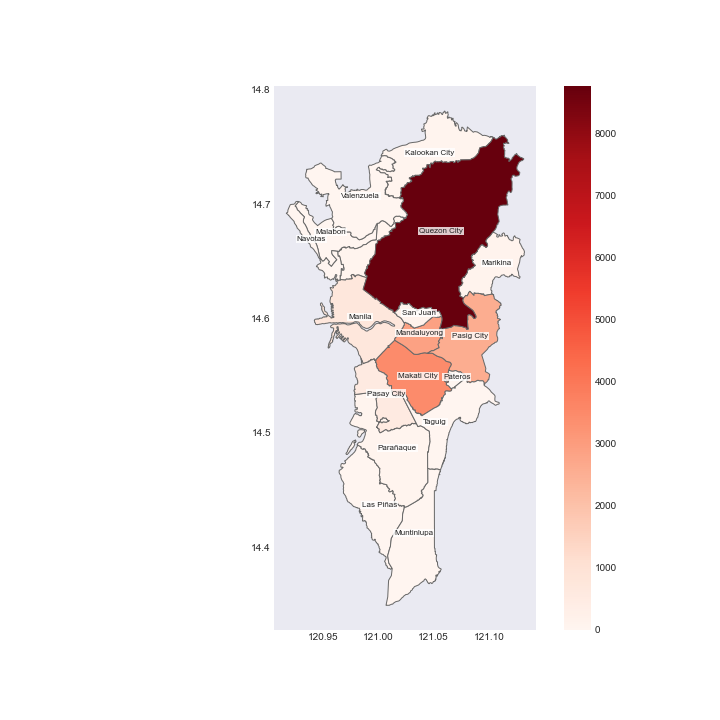 14.8
14.7
14.6
14.5
14.4
120.95
121.00
121.05
121.10
Kalookan City
Valenzuela
Malabon
Navotas
Quezon City
Marikina
San Juan
Manila
Mandaluyong
Pasig City
Makati City
Pateros
Pasay City
Taguig
Parañaque
Las Piñas
Muntinlupa
8000
7000
6000
5000
4000
3000
2000
1000
0